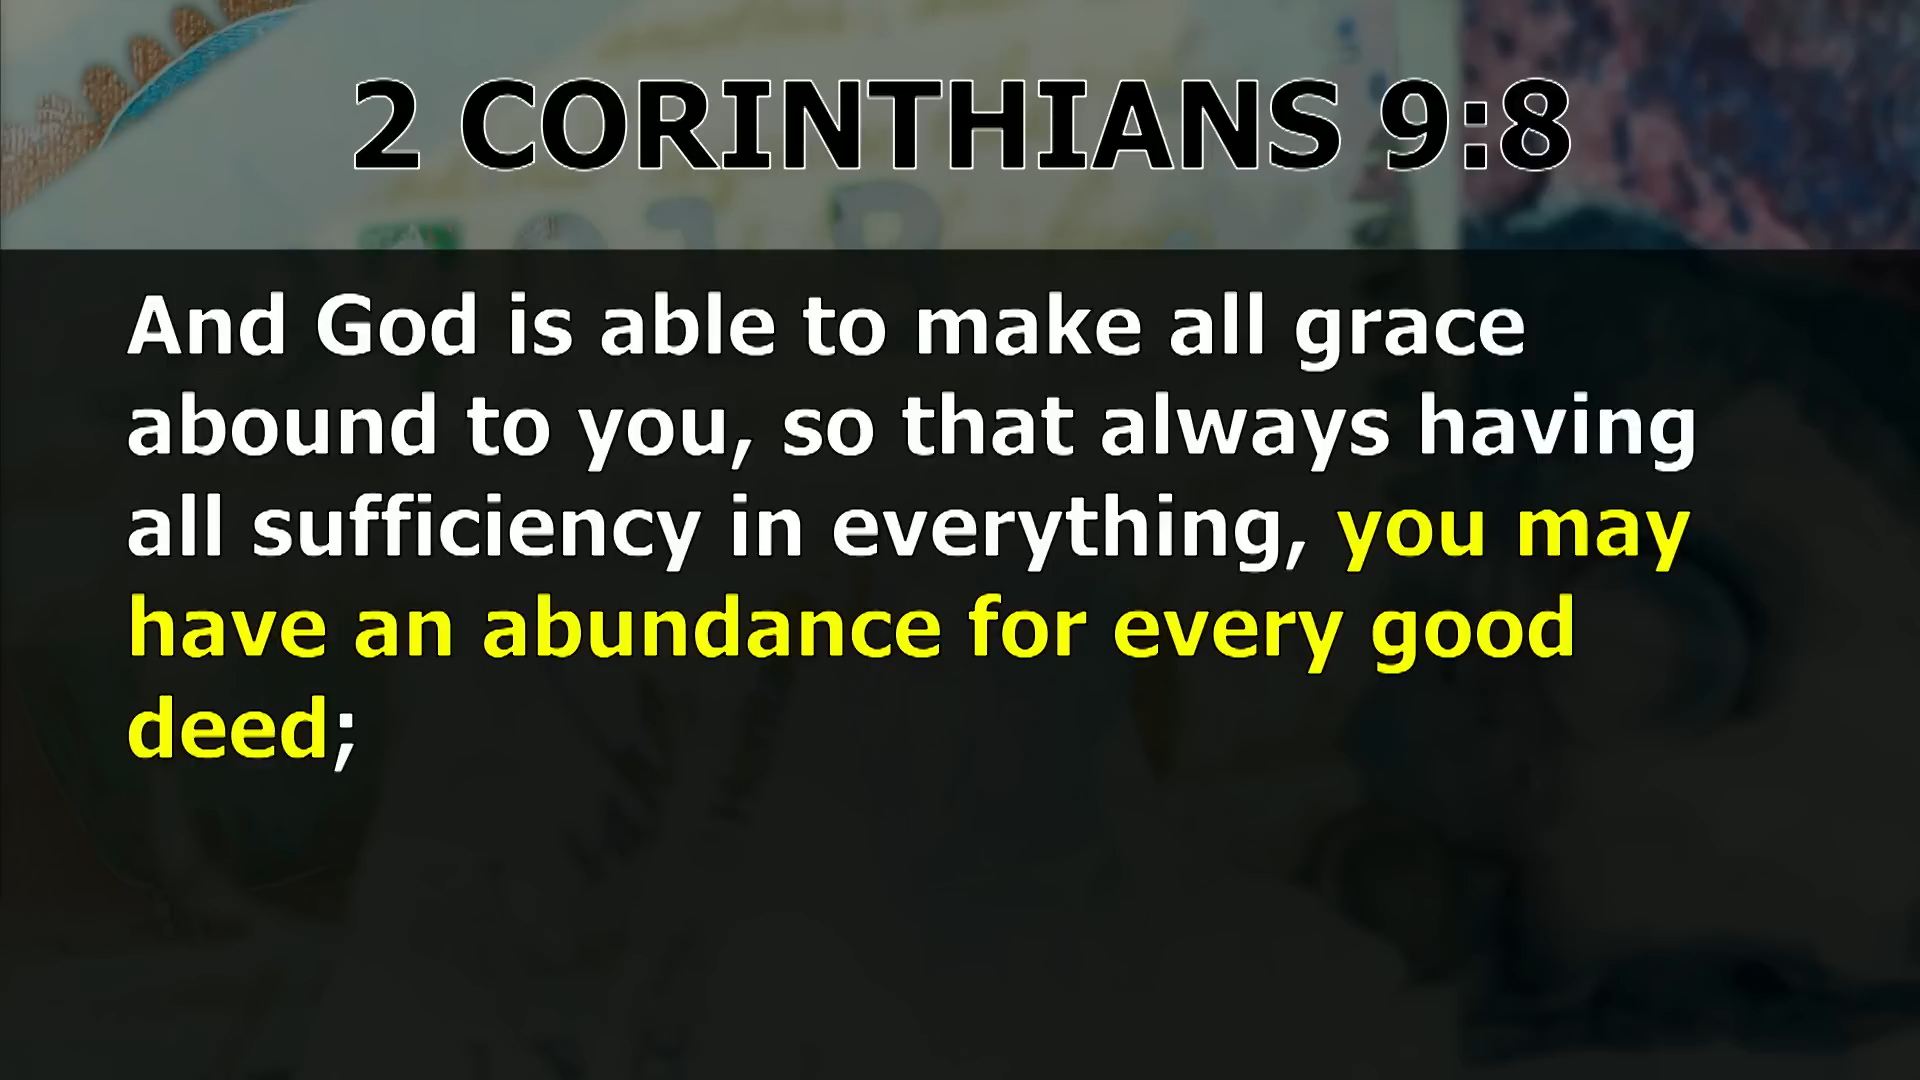 2 CORINTHIANS 9:8
And God is able to make all grace
abound to you, so that always having
all sufficiency in everything, you may
have an abundance for every good
deed;